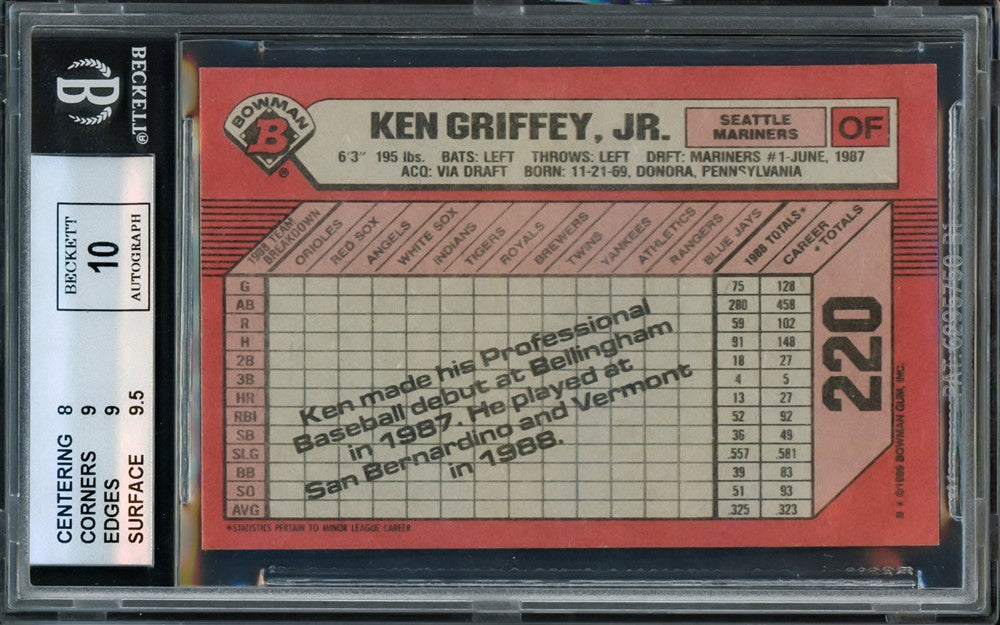 BECKETT®
B
BECKETT
10
AUTOGRAPH
CENTERING 8
CORNERS 9
EDGES 9
SURFACE 9.5
BOWMAN
B
®
KEN GRIFFEY, JR.
SEATTLE
MARINERS
OF
6'3" 195 lbs. BATS: LEFT THROWS: LEFT DRFT: MARINERS #1-JUNE, 1987
ACQ: VIA DRAFT BORN: 11-21-69, DONORA, PENNSYLVANIA
1988 TEAM BREAKDOWN ORIOLES RED SOX ANGELS WHITE SOX INDIANS TIGERS ROYALS BREWERS TWINS YANKEES ATHLETICS RANGERS BLUE JAYS 1988 TOTALS* CAREER *TOTALS
G 75 128
AB 280 458
R 59 102
H 91 148
2B 18 27
3B 4 5
HR 13 27
RBI 52 92
SB 36 49
SLG .557 .581
BB 39 83
SO 51 93
AVG .325 .323
Ken made his Professional
Baseball debut at Bellingham
in 1987. He played at
San Bernardino and Vermont
in 1988.
220
*STATISTICS PERTAIN TO MINOR LEAGUE CAREER
B * ©1989 BOWMAN GUM, INC.